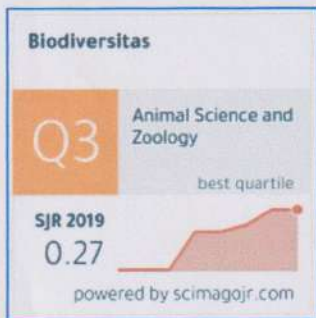 Biodiversitas
Q3
Animal Science and
Zoology
best quartile
SJR 2019
0.27
powered by scimagojr.com